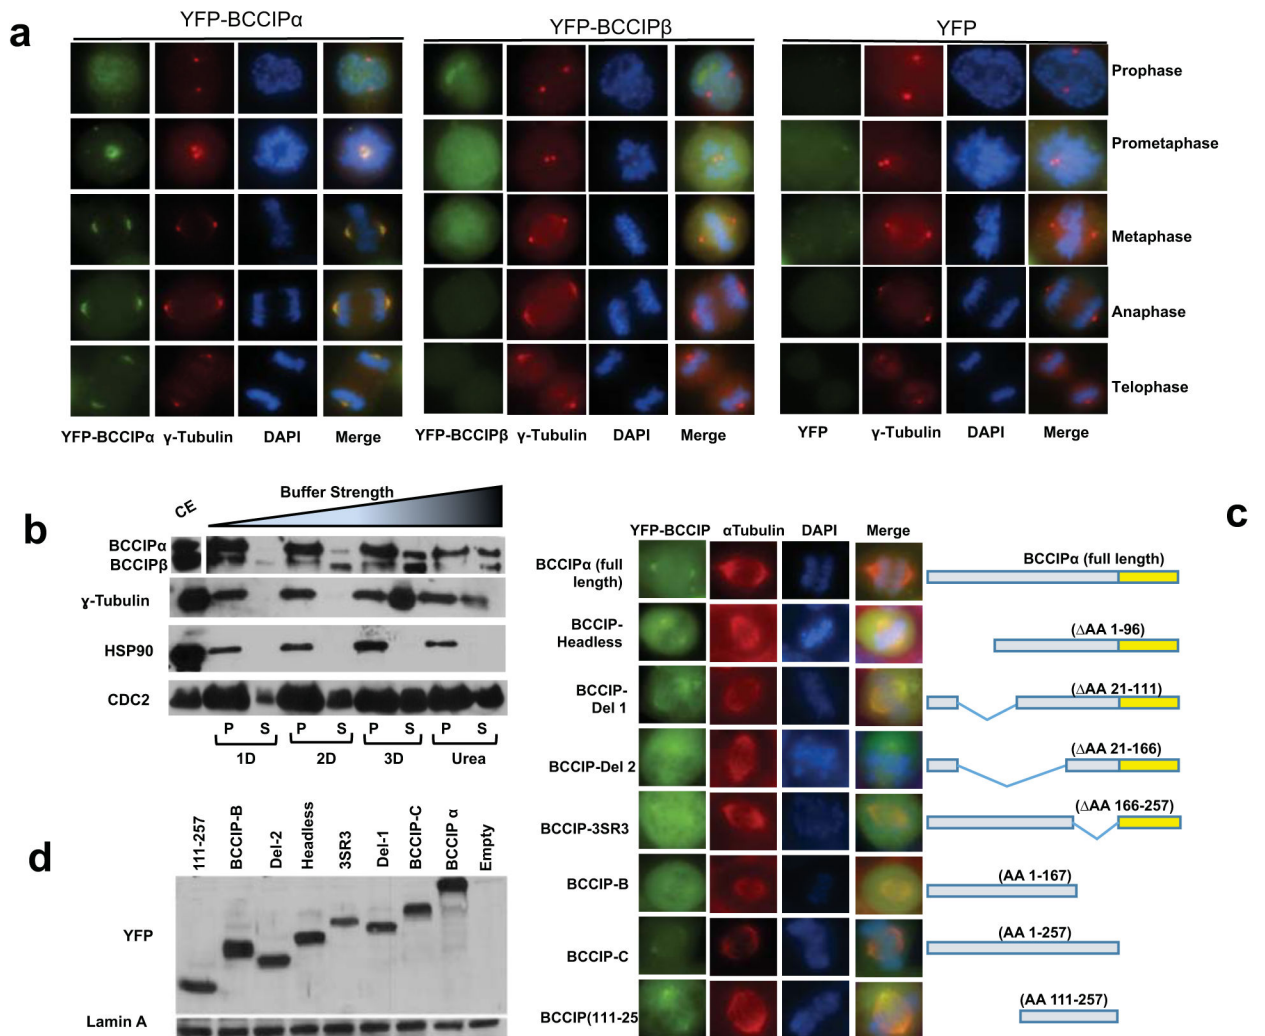 a
YFP-BCCIPα
YFP-BCCIPβ
YFP
Prophase
Prometaphase
Metaphase
Anaphase
Telophase
YFP-BCCIPα γ-Tubulin DAPI Merge
YFP-BCCIPβ γ-Tubulin DAPI Merge
YFP γ-Tubulin DAPI Merge
b
CE
Buffer Strength
BCCIPα
BCCIPβ
ɣ-Tubulin
HSP90
CDC2
P S P S P S P S
1D 2D 3D Urea
c
YFP-BCCIP αTubulin DAPI Merge
BCCIPα (full
length)
BCCIPα (full length)
BCCIP-
Headless
(ΔAA 1-96)
BCCIP-
Del 1
(ΔAA 21-111)
BCCIP-Del 2
(ΔAA 21-166)
BCCIP-3SR3
(ΔAA 166-257)
BCCIP-B
(AA 1-167)
BCCIP-C
(AA 1-257)
BCCIP(111-25
(AA 111-257)
d
111-257
BCCIP-B
Del-2
Headless
3SR3
Del-1
BCCIP-C
BCCIP α
Empty
YFP
Lamin A